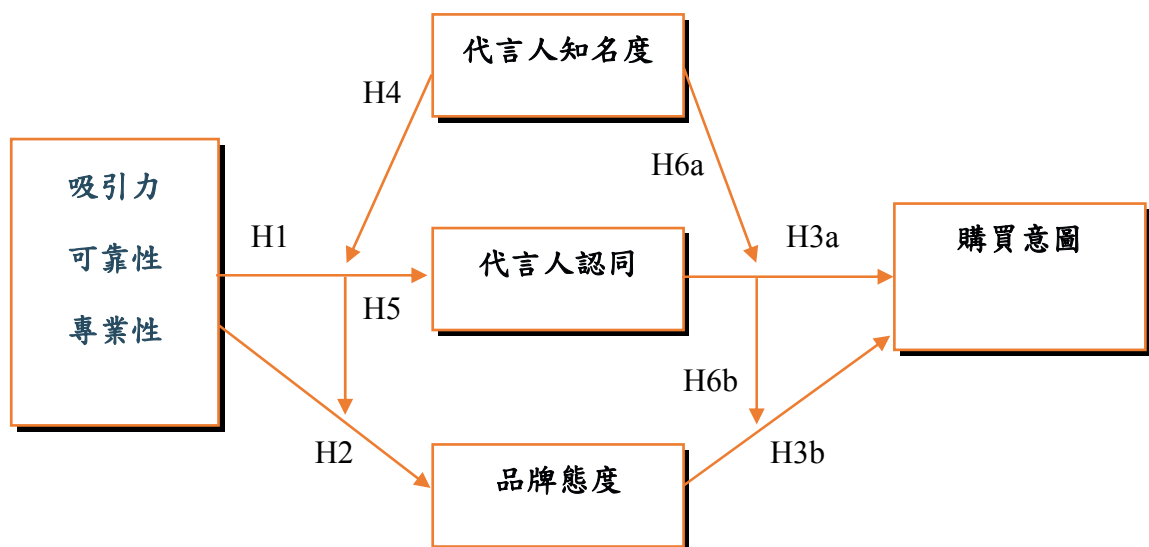 代言人知名度
H4
H6a
吸引力
可靠性
專業性
H1
代言人認同
H3a
購買意圖
H5
H6b
H2
品牌態度
H3b